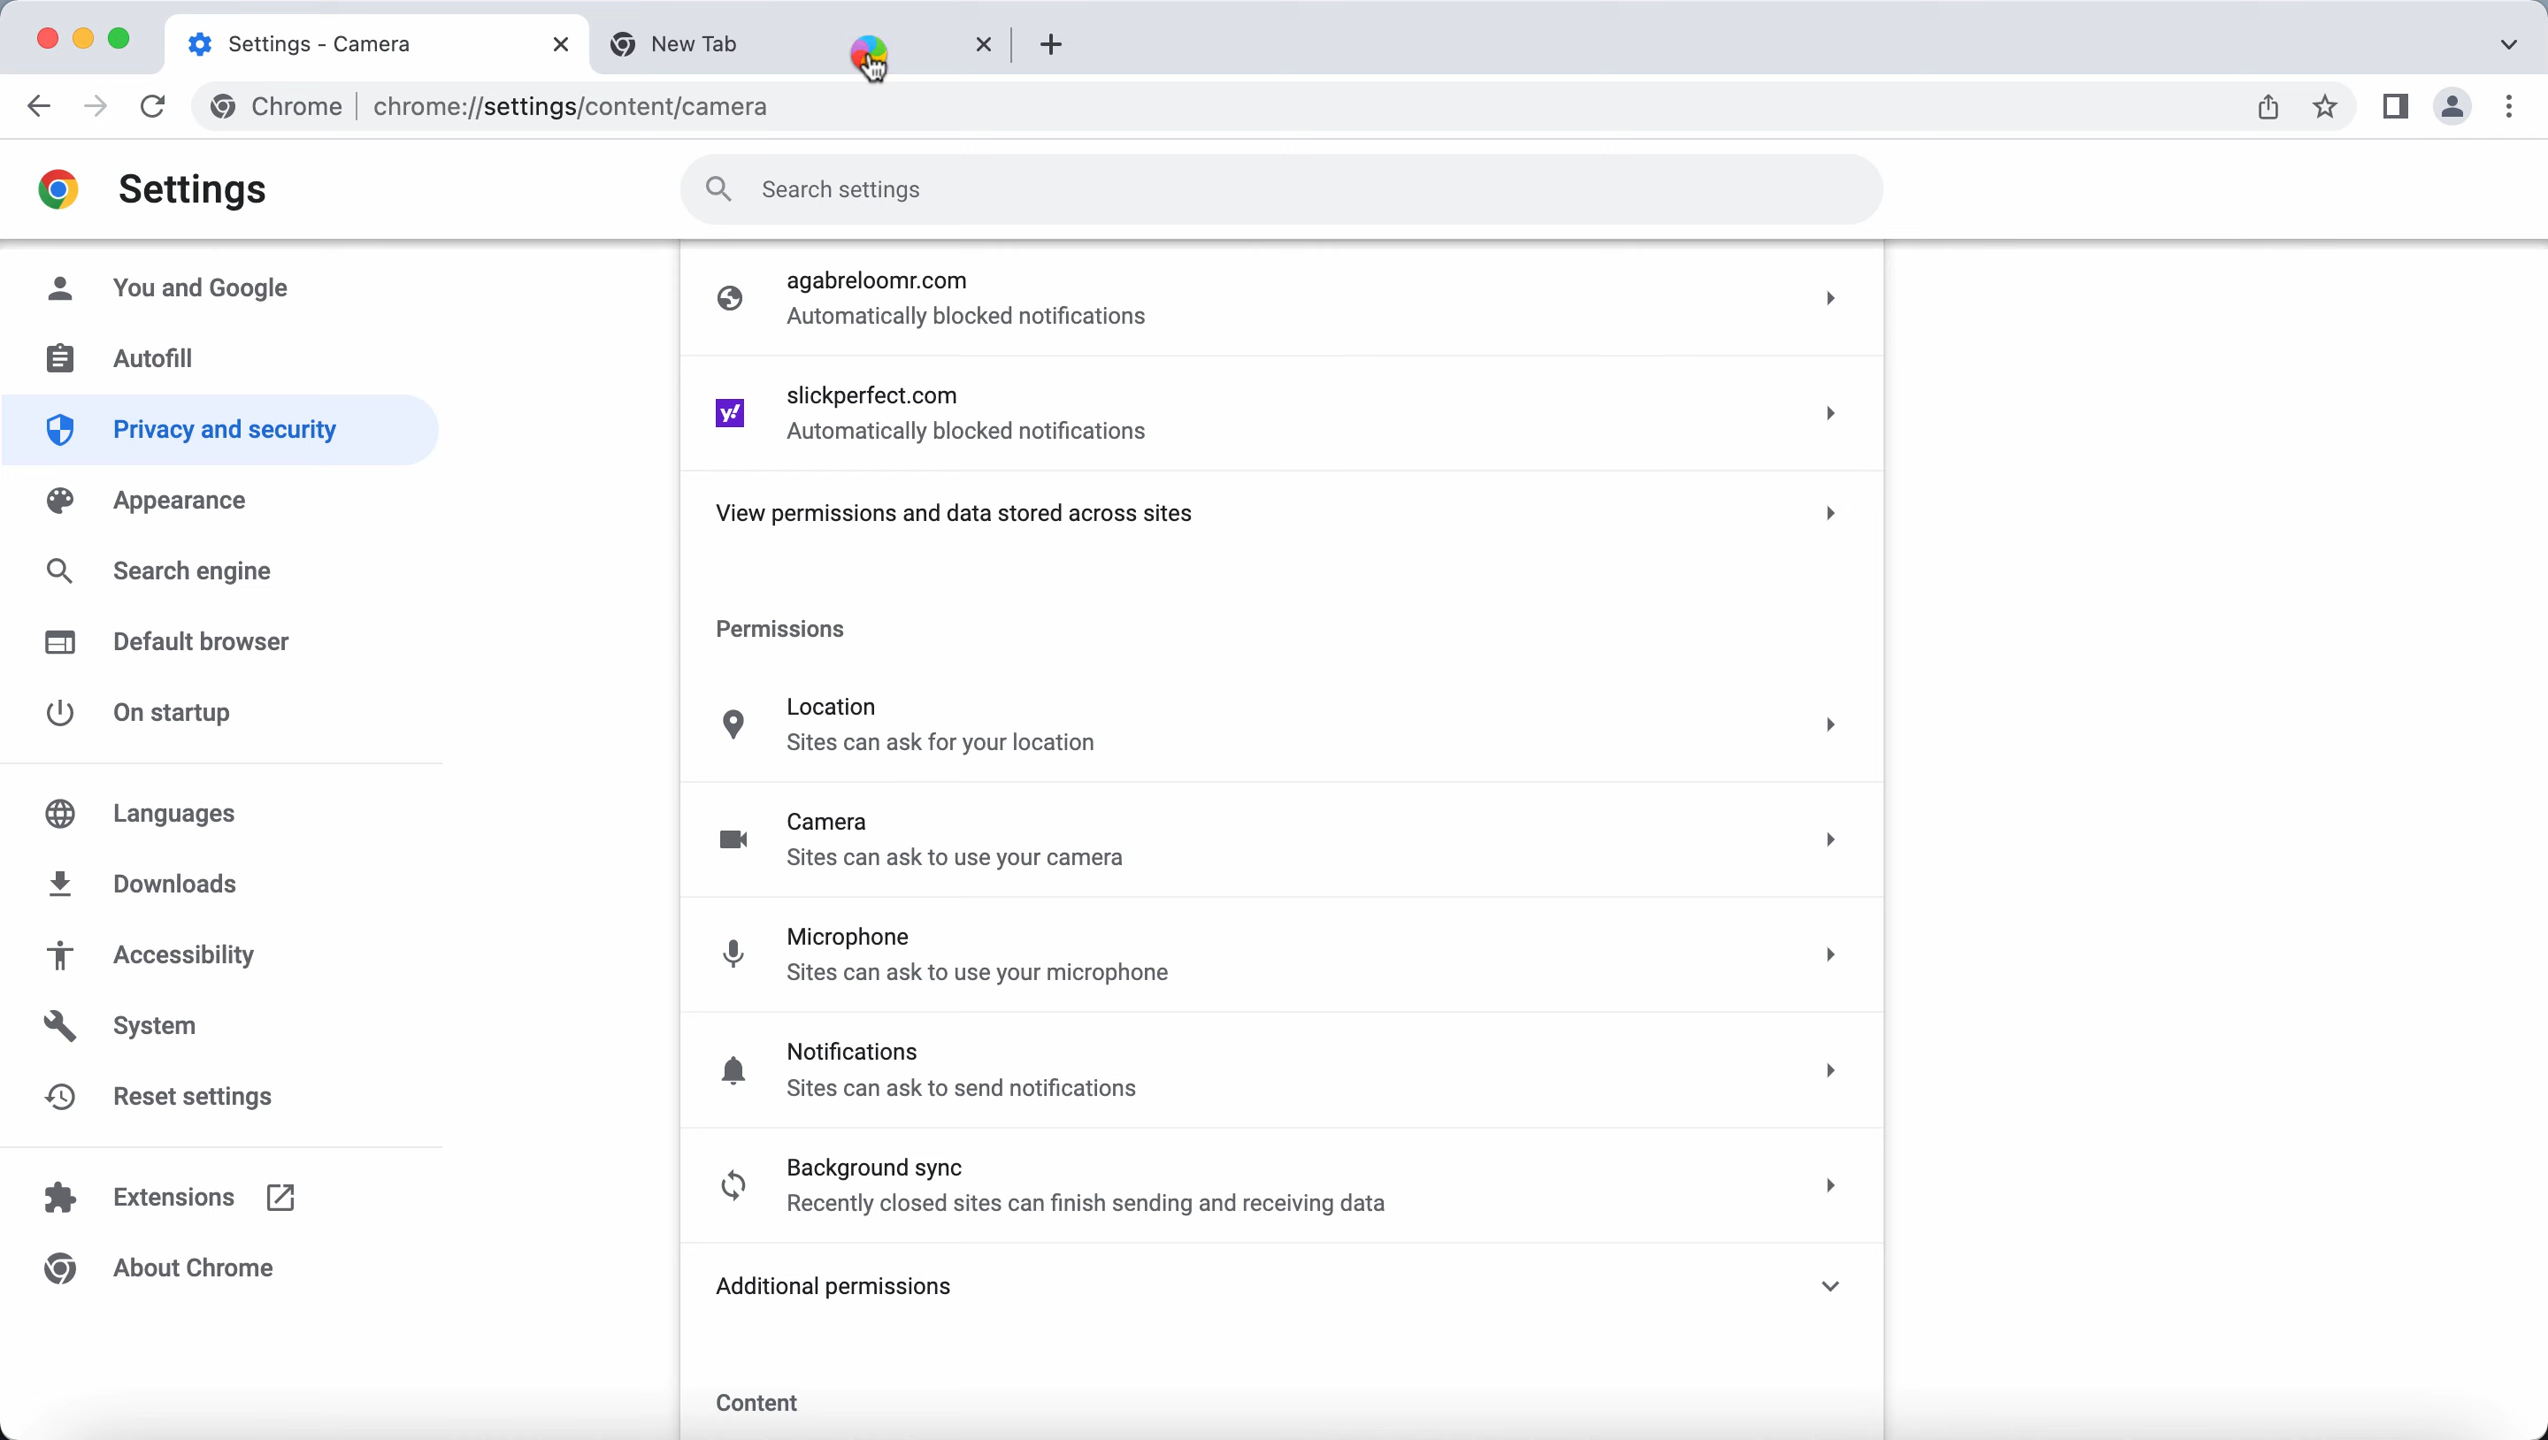 Settings - Camera
New Tab
Chrome
chrome://settings/content/camera
Settings
Search settings
You and Google
Autofill
Privacy and security
Appearance
Search engine
Default browser
On startup
Languages
Downloads
Accessibility
System
Reset settings
Extensions
About Chrome
agabreloomr.com
Automatically blocked notifications
y!
slickperfect.com
Automatically blocked notifications
View permissions and data stored across sites
Permissions
Location
Sites can ask for your location
Camera
Sites can ask to use your camera
Microphone
Sites can ask to use your microphone
Notifications
Sites can ask to send notifications
Background sync
Recently closed sites can finish sending and receiving data
Additional permissions
Content